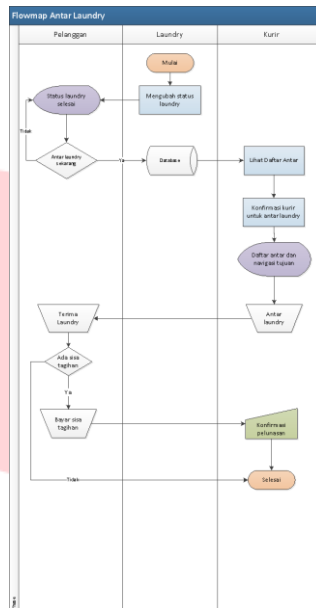 Flowmap Antar Laundry
Pelanggan
Laundry
Kurir
Mulai
Status laundry
selesai
Mengubah status
laundry
Tidak
Antar laundry
sekarang
Ya
Database
Lihat Daftar Antar
Konfirmasi kurir
untuk antar laundry
Daftar antar dan
navigasi tujuan
Terima
Laundry
Antar
laundry
Ada sisa
tagihan
Ya
Bayar sisa
tagihan
Konfirmasi
pelunasan
Tidak
Selesai